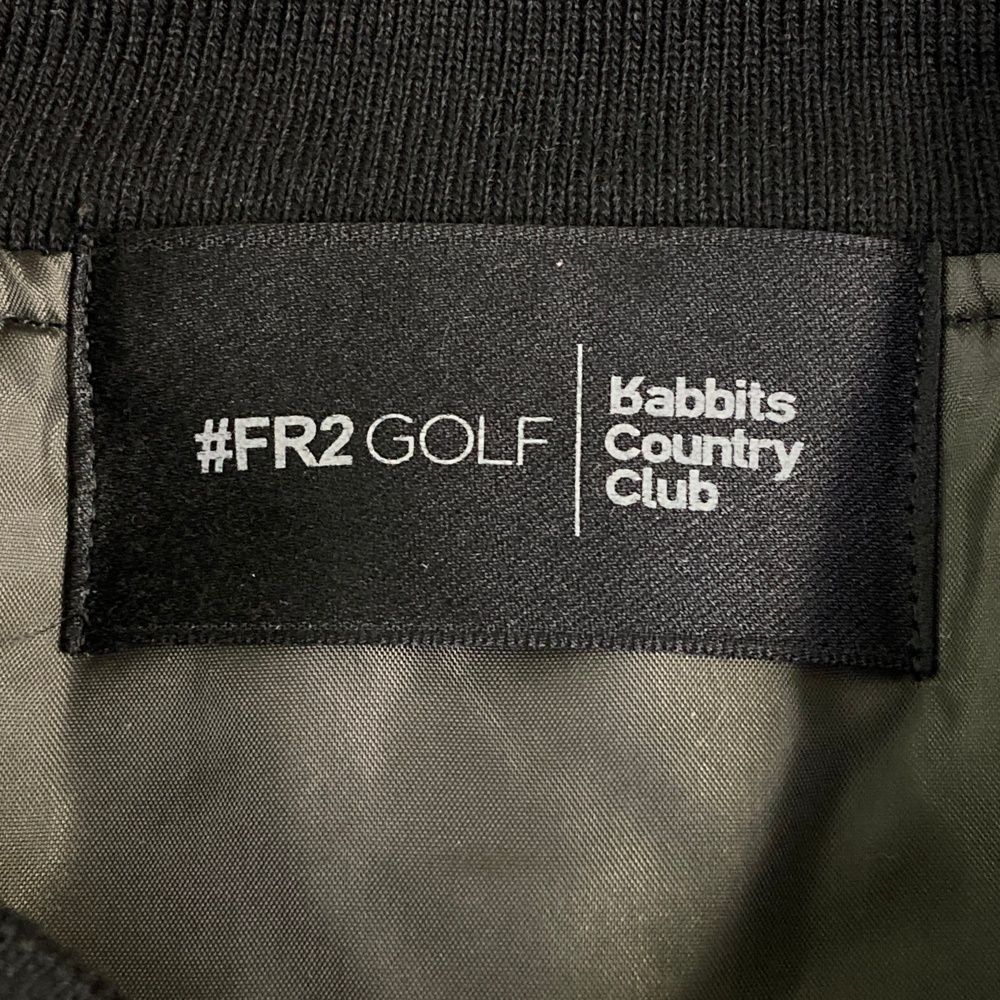 #FR2 GOLF
Rabbits
Country
Club